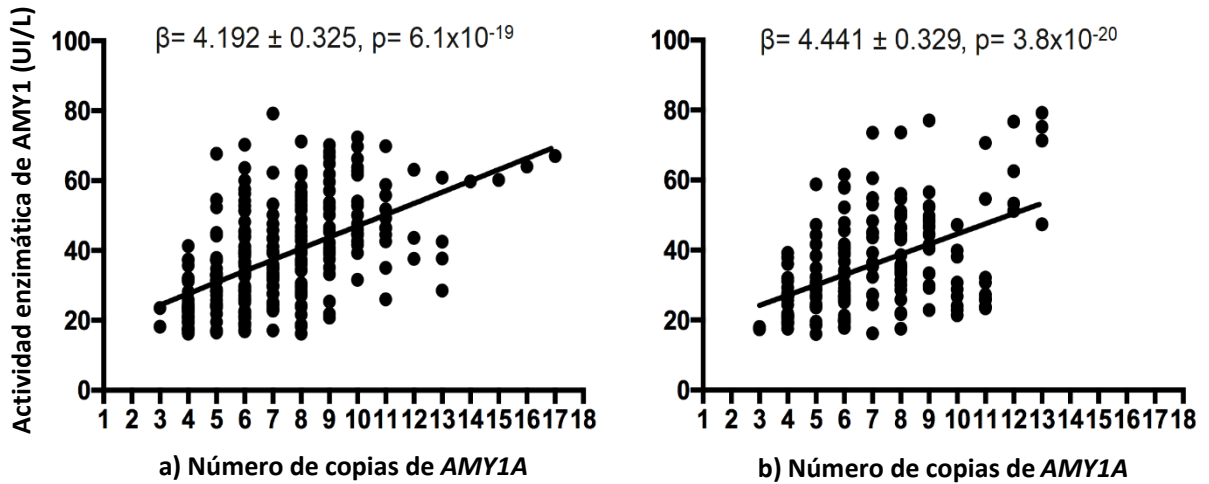 Actividad enzimática de AMY1 (UI/L)
β= 4.192 ± 0.325, p= 6.1x10⁻¹⁹
100
80
60
40
20
0
1 2 3 4 5 6 7 8 9 10 11 12 13 14 15 16 17 18
a) Número de copias de AMY1A
β= 4.441 ± 0.329, p= 3.8x10⁻²⁰
100
80
60
40
20
0
1 2 3 4 5 6 7 8 9 10 11 12 13 14 15 16 17 18
b) Número de copias de AMY1A